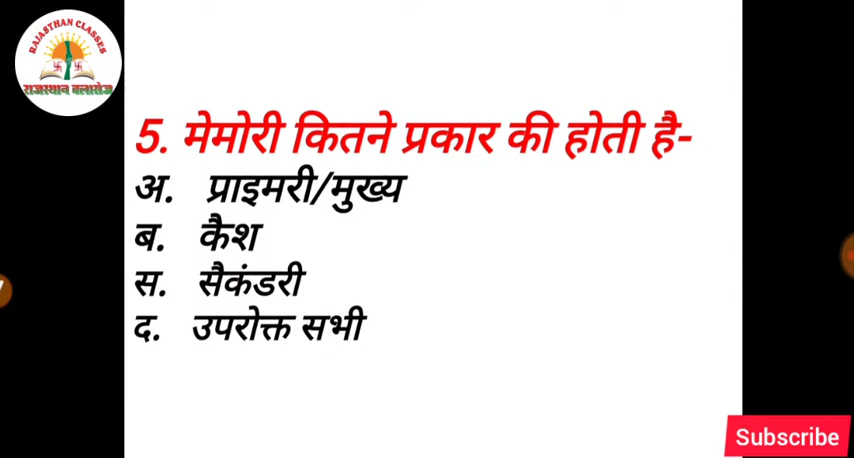 RAJASTHAN CLASSES
राजस्थान क्लासेज
5. मेमोरी कितने प्रकार की होती है-
अ. प्राइमरी/मुख्य
ब. कैश
स. सैकंडरी
द. उपरोक्त सभी
Subscribe